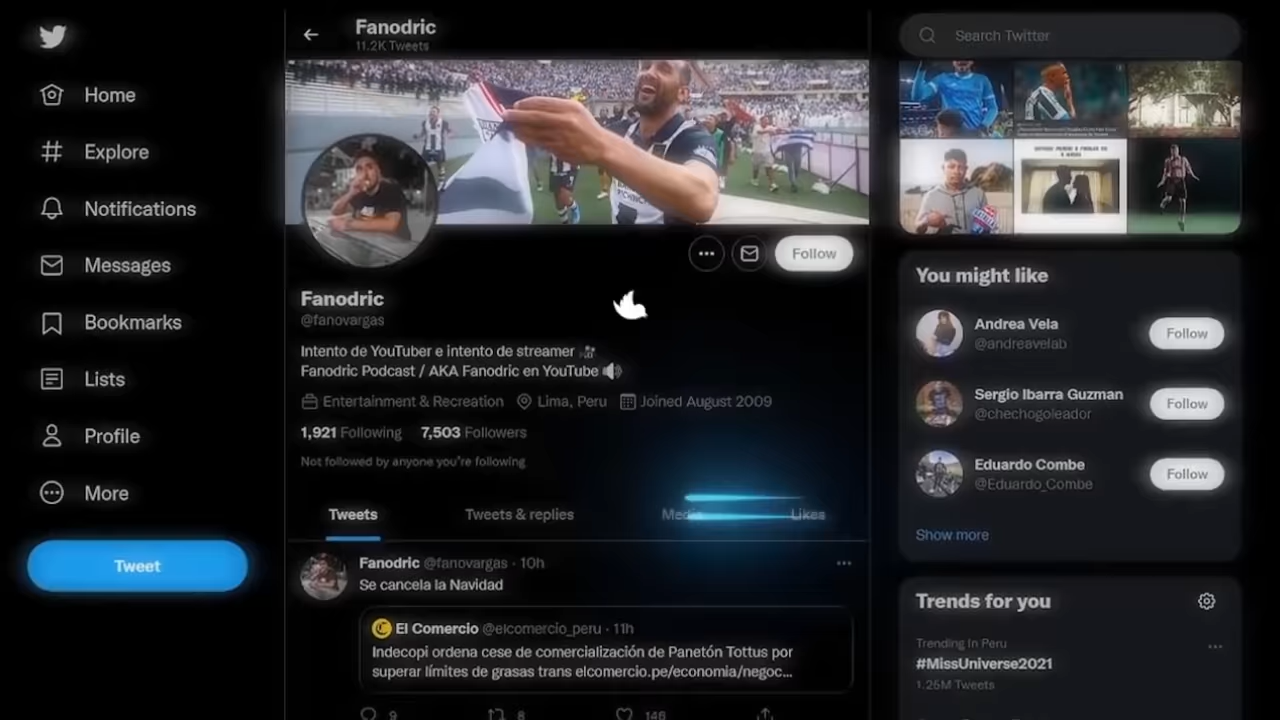 Home
Explore
Notifications
Messages
Bookmarks
Lists
Profile
More
Tweet
Fanodric
11.2K Tweets
Follow
Fanodric
@fanovargas
Intento de YouTuber e intento de streamer
Fanodric Podcast / AKA Fanodric en YouTube
Entertainment & Recreation Lima, Peru Joined August 2009
1,921 Following 7,503 Followers
Not followed by anyone you're following
Tweets Tweets & replies Media Likes
Fanodric @fanovargas · 10h
Se cancela la Navidad
El Comercio @elcomercio_peru · 11h
Indecopi ordena cese de comercialización de Panetón Tottus por
superar límites de grasas trans elcomercio.pe/economia/negoc...
9 8 146
Search Twitter
You might like
Andrea Vela
@andreavelab
Follow
Sergio Ibarra Guzman
@chechogoleador
Follow
Eduardo Combe
@Eduardo_Combe
Follow
Show more
Trends for you
Trending in Peru
#MissUniverse2021
1.25M Tweets